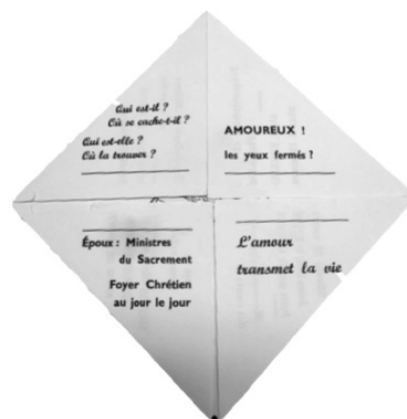 Qui est-il ?
Où se cache-t-il ?
Qui est-elle ?
Où la trouver ?
AMOUREUX !
les yeux fermés ?
Époux : Ministres
du Sacrement
Foyer Chrétien
au jour le jour
L'amour
transmet la vie